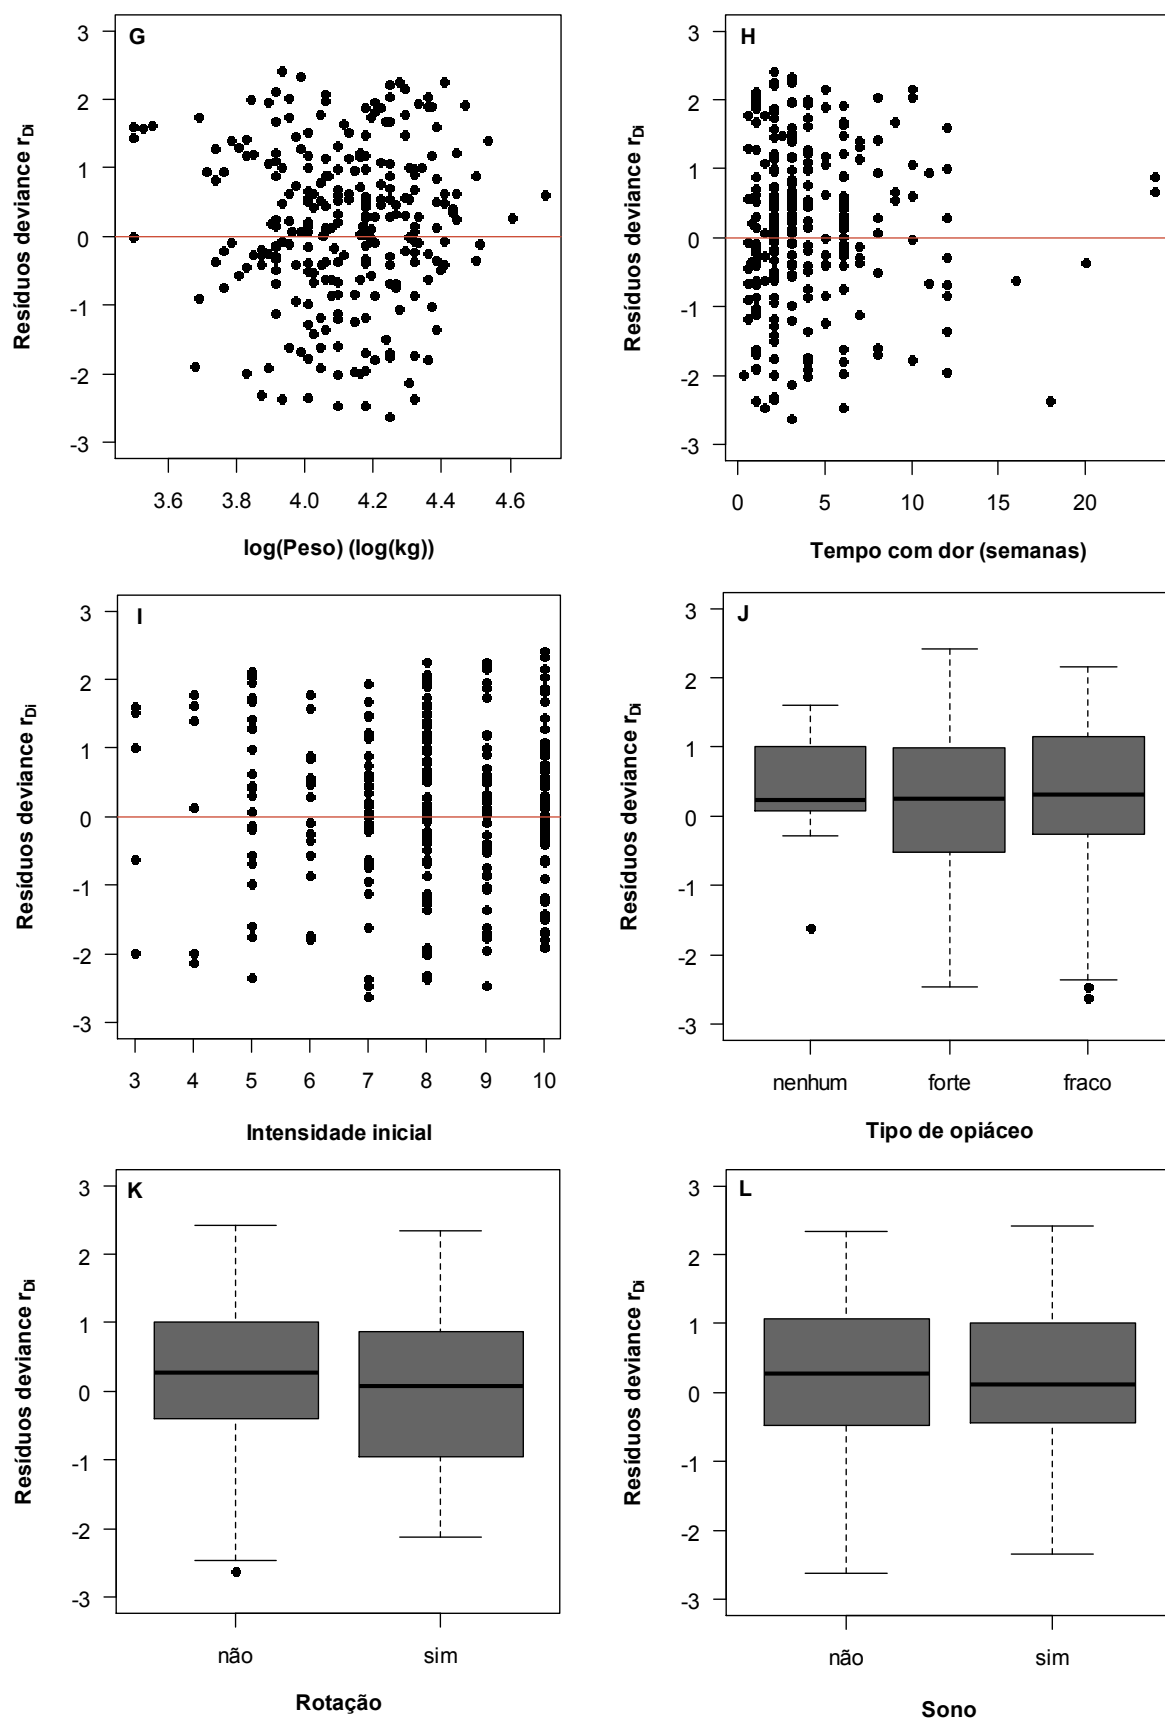 G
3
2
1
0
-1
-2
-3
Resíduos deviance rDi
3.6 3.8 4.0 4.2 4.4 4.6
log(Peso) (log(kg))
H
3
2
1
0
-1
-2
-3
Resíduos deviance rDi
0 5 10 15 20
Tempo com dor (semanas)
I
3
2
1
0
-1
-2
-3
Resíduos deviance rDi
3 4 5 6 7 8 9 10
Intensidade inicial
J
3
2
1
0
-1
-2
-3
Resíduos deviance rDi
nenhum forte fraco
Tipo de opiáceo
K
3
2
1
0
-1
-2
-3
Resíduos deviance rDi
não sim
Rotação
L
3
2
1
0
-1
-2
-3
Resíduos deviance rDi
não sim
Sono